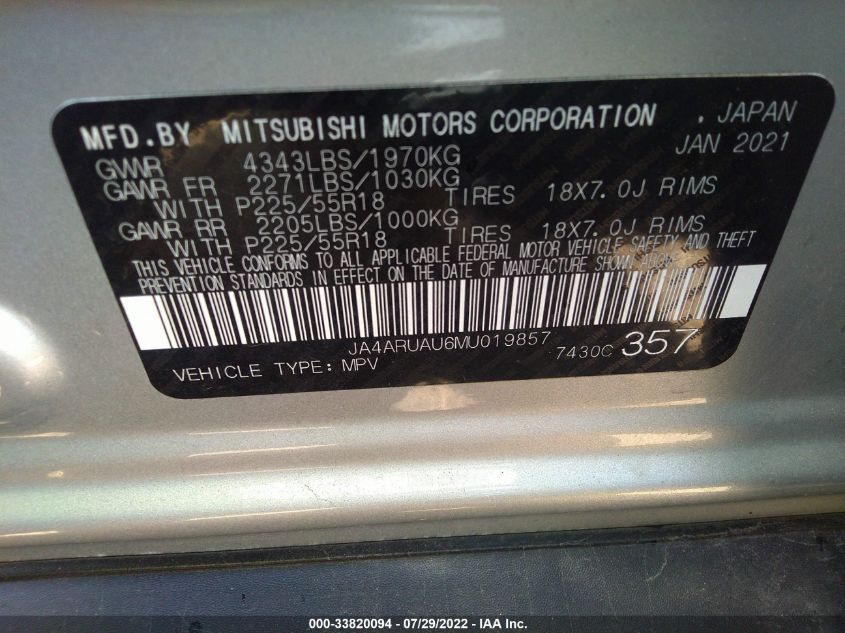 MFD.BY MITSUBISHI MOTORS CORPORATION . JAPAN
JAN 2021
GVWR 4343LBS/1970KG
GAWR FR 2271LBS/1030KG
WITH P225/55R18 TIRES 18X7.0J RIMS
GAWR RR 2205LBS/1000KG
WITH P225/55R18 TIRES 18X7.0J RIMS
THIS VEHICLE CONFORMS TO ALL APPLICABLE FEDERAL MOTOR VEHICLE SAFETY AND THEFT
PREVENTION STANDARDS IN EFFECT ON THE DATE OF MANUFACTURE SHOWN ABOVE.
JA4ARUAU6MU019857
7430C 357
VEHICLE TYPE: MPV
000-33820094 - 07/29/2022 - IAA Inc.